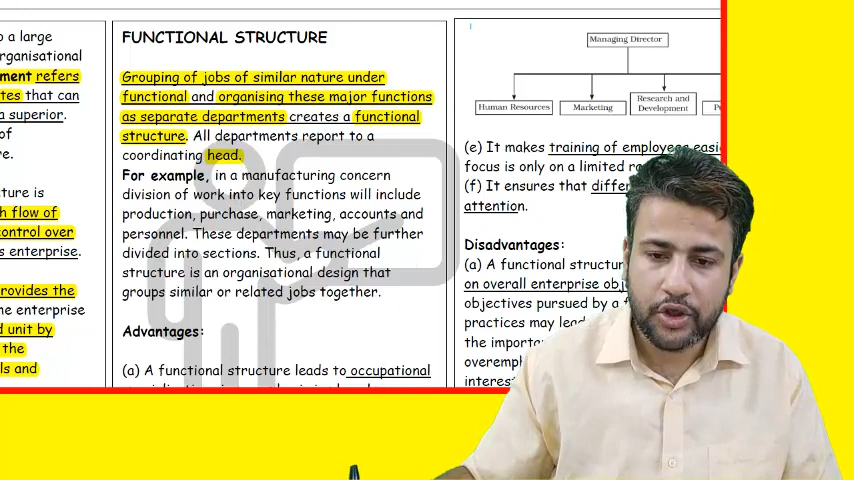 o a large
rganisational
ment refers
tes that can
a superior.
of
re.
ture is
h flow of
control over
s enterprise.
rovides the
ne enterprise
d unit by
the
ls and
FUNCTIONAL STRUCTURE
Grouping of jobs of similar nature under
functional and organising these major functions
as separate departments creates a functional
structure. All departments report to a
coordinating head.
For example, in a manufacturing concern
division of work into key functions will include
production, purchase, marketing, accounts and
personnel. These departments may be further
divided into sections. Thus, a functional
structure is an organisational design that
groups similar or related jobs together.
Advantages:
(a) A functional structure leads to occupational
Managing Director
Human Resources
Marketing
Research and
Development
(e) It makes training of employees easi
focus is only on a limited
(f) It ensures that differ
attention.
Disadvantages:
(a) A functional structur
on overall enterprise obj
objectives pursued by a f
practices may lead
the importan
overemph
interest